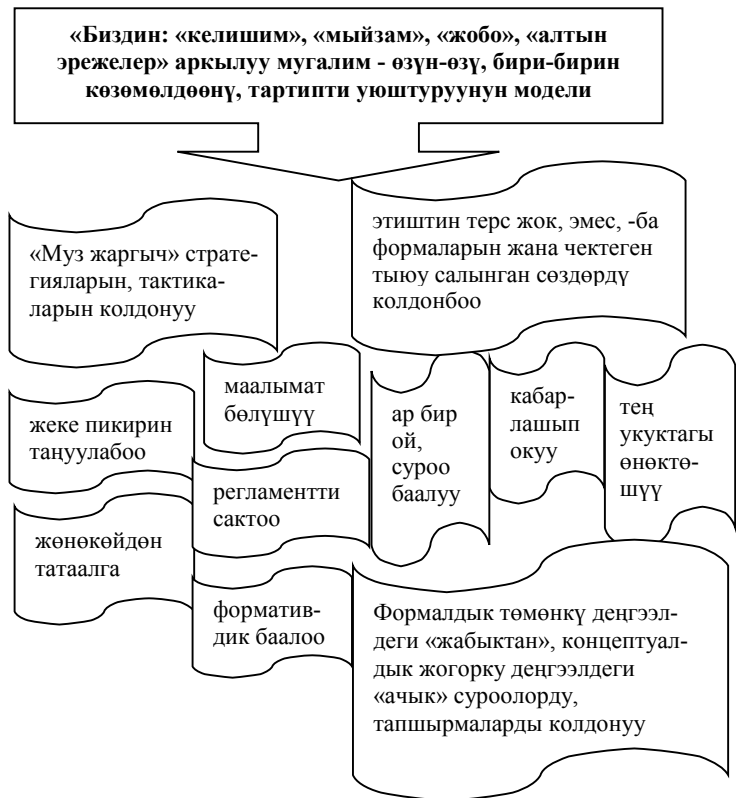 «Биздин: «келишим», «мыйзам», «жобо», «алтын
эрежелер» аркылуу мугалим - өзүн-өзү, бири-бирин
көзөмөлдөөнү, тартипти уюштуруунун модели
«Муз жаргыч» страте-
гияларын, тактика-
ларын колдонуу
этиштин терс жок, эмес, -ба
формаларын жана чектеген
тыюу салынган сөздөрдү
колдонбоо
жеке пикирин
таңуулабоо
маалымат
бөлүшүү
ар бир
ой,
суроо
баалуу
кабар-
лашып
окуу
тең
укуктагы
өнөктө-
шүү
регламентти
сактоо
жөнөкөйдөн
татаалга
форматив-
дик баалоо
Формалдык төмөнкү деңгээл-
деги «жабыктан», концептуал-
дык жогорку деңгээлдеги
«ачык» суроолорду,
тапшырмаларды колдонуу